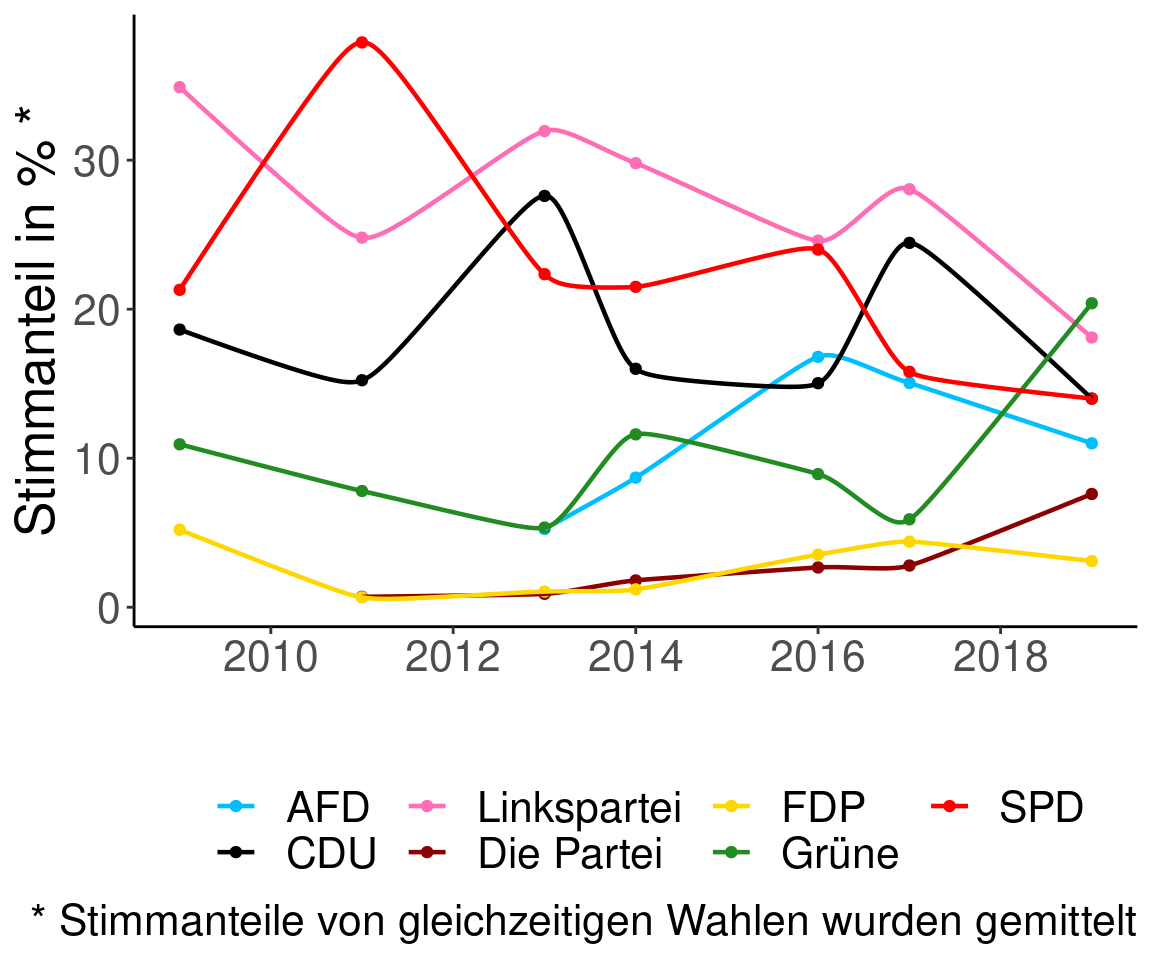 Stimmanteil in % *
30
20
10
0
2010 2012 2014 2016 2018
AFD Linkspartei FDP SPD
CDU Die Partei Grüne
* Stimmanteile von gleichzeitigen Wahlen wurden gemittelt